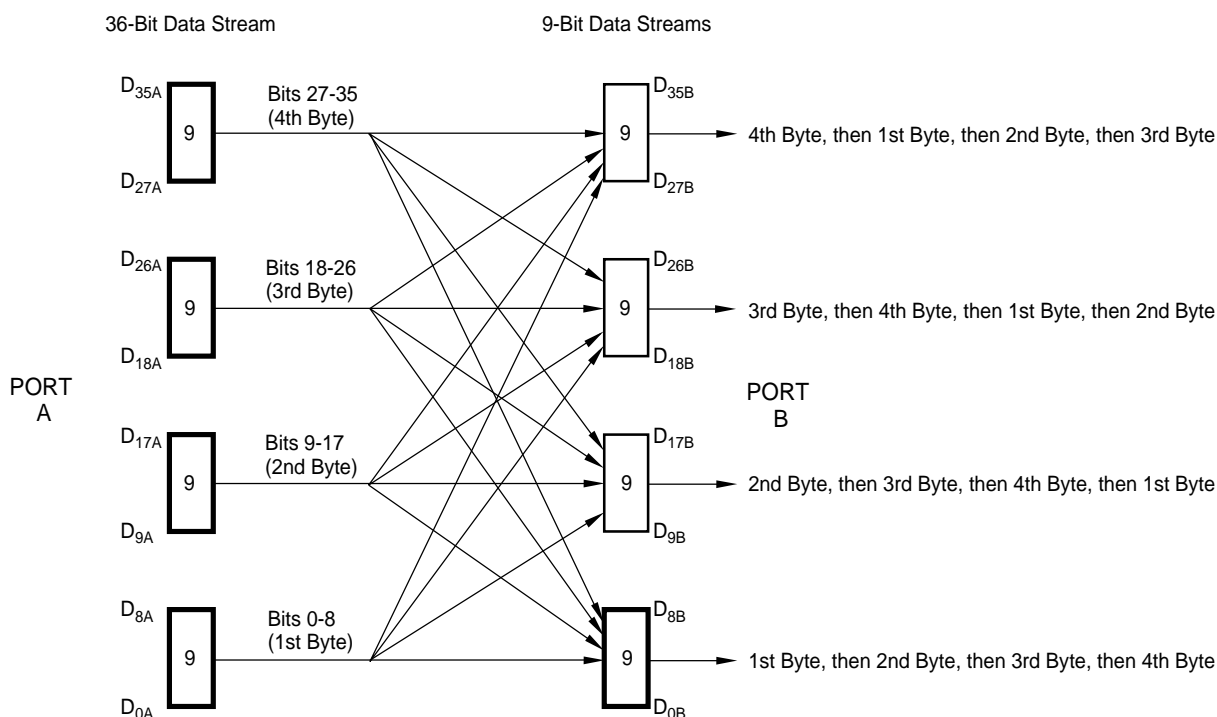 36-Bit Data Stream
9-Bit Data Streams
D35A
9
D27A
Bits 27-35
(4th Byte)
D35B
9
D27B
4th Byte, then 1st Byte, then 2nd Byte, then 3rd Byte
D26A
9
D18A
Bits 18-26
(3rd Byte)
D26B
9
D18B
3rd Byte, then 4th Byte, then 1st Byte, then 2nd Byte
PORT
A
PORT
B
D17A
9
D9A
Bits 9-17
(2nd Byte)
D17B
9
D9B
2nd Byte, then 3rd Byte, then 4th Byte, then 1st Byte
D8A
9
D0A
Bits 0-8
(1st Byte)
D8B
9
D0B
1st Byte, then 2nd Byte, then 3rd Byte, then 4th Byte